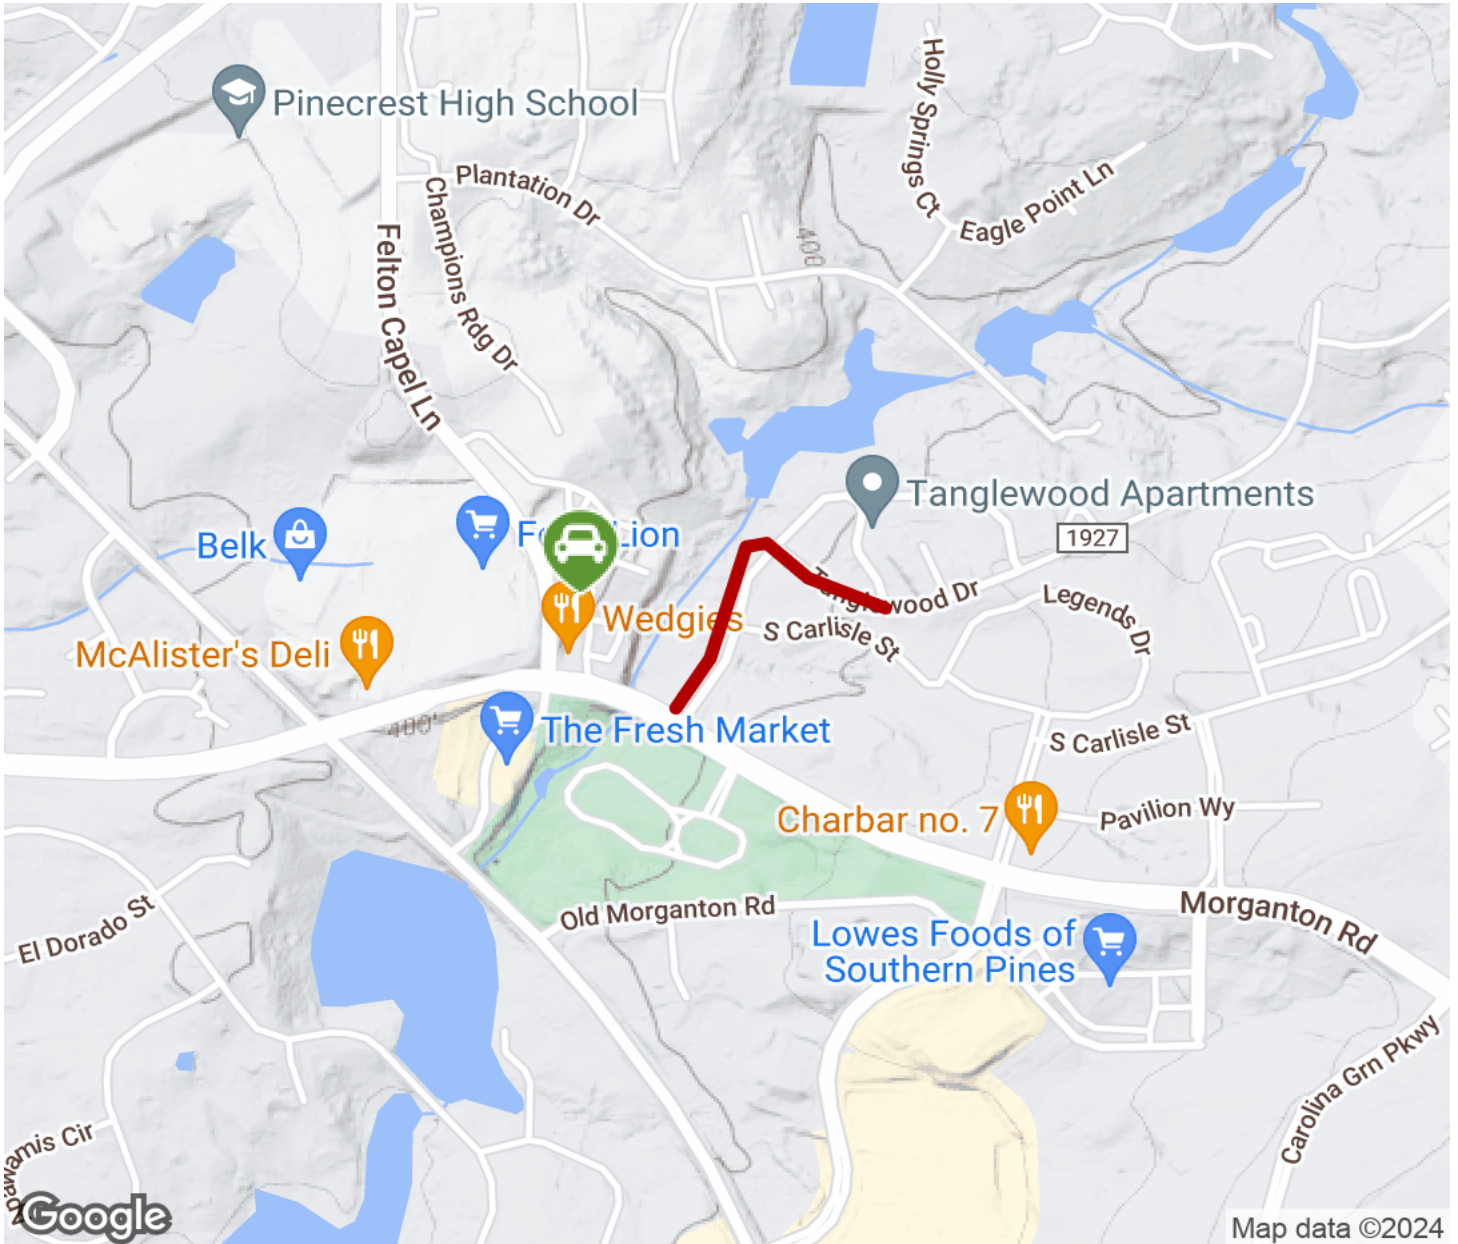 Pinecrest High School
Holly Springs Ct
Plantation Dr
Eagle Point Ln
Champions Rdg Dr
Felton Capel Ln
400
Tanglewood Apartments
1927
Belk
Lion
Wedgies
Tanglewood Dr
Legends Dr
S Carlisle St
McAlister's Deli
400'
The Fresh Market
S Carlisle St
Charbar no. 7
Pavilion Wy
Old Morganton Rd
Morganton Rd
Lowes Foods of
Southern Pines
El Dorado St
Carolina Grn Pkwy
Cir
Google
Map data ©2024